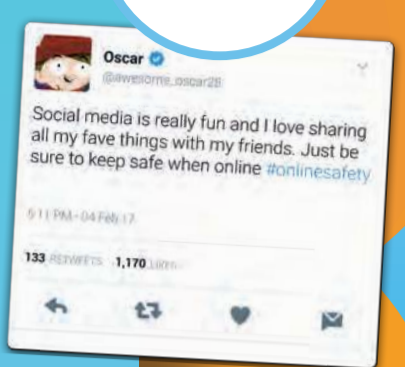 Oscar
@awesome_oscar28
Social media is really fun and I love sharing
all my fave things with my friends. Just be
sure to keep safe when online #onlinesafety
5:11 PM - 04 Feb 17
133 RETWEETS 1,170 LIKES